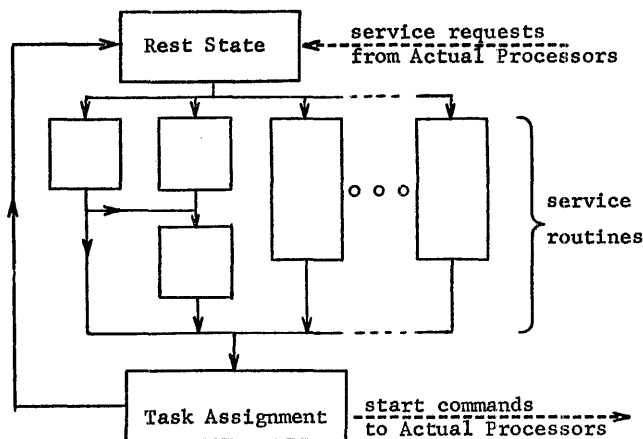 Rest State
service requests
from Actual Processors
service
routines
Task Assignment
start commands
to Actual Processors